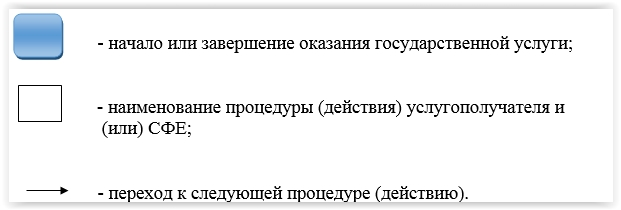 - начало или завершение оказания государственной услуги;
- наименование процедуры (действия) услугополучателя и
(или) СФЕ;
- переход к следующей процедуре (действию).